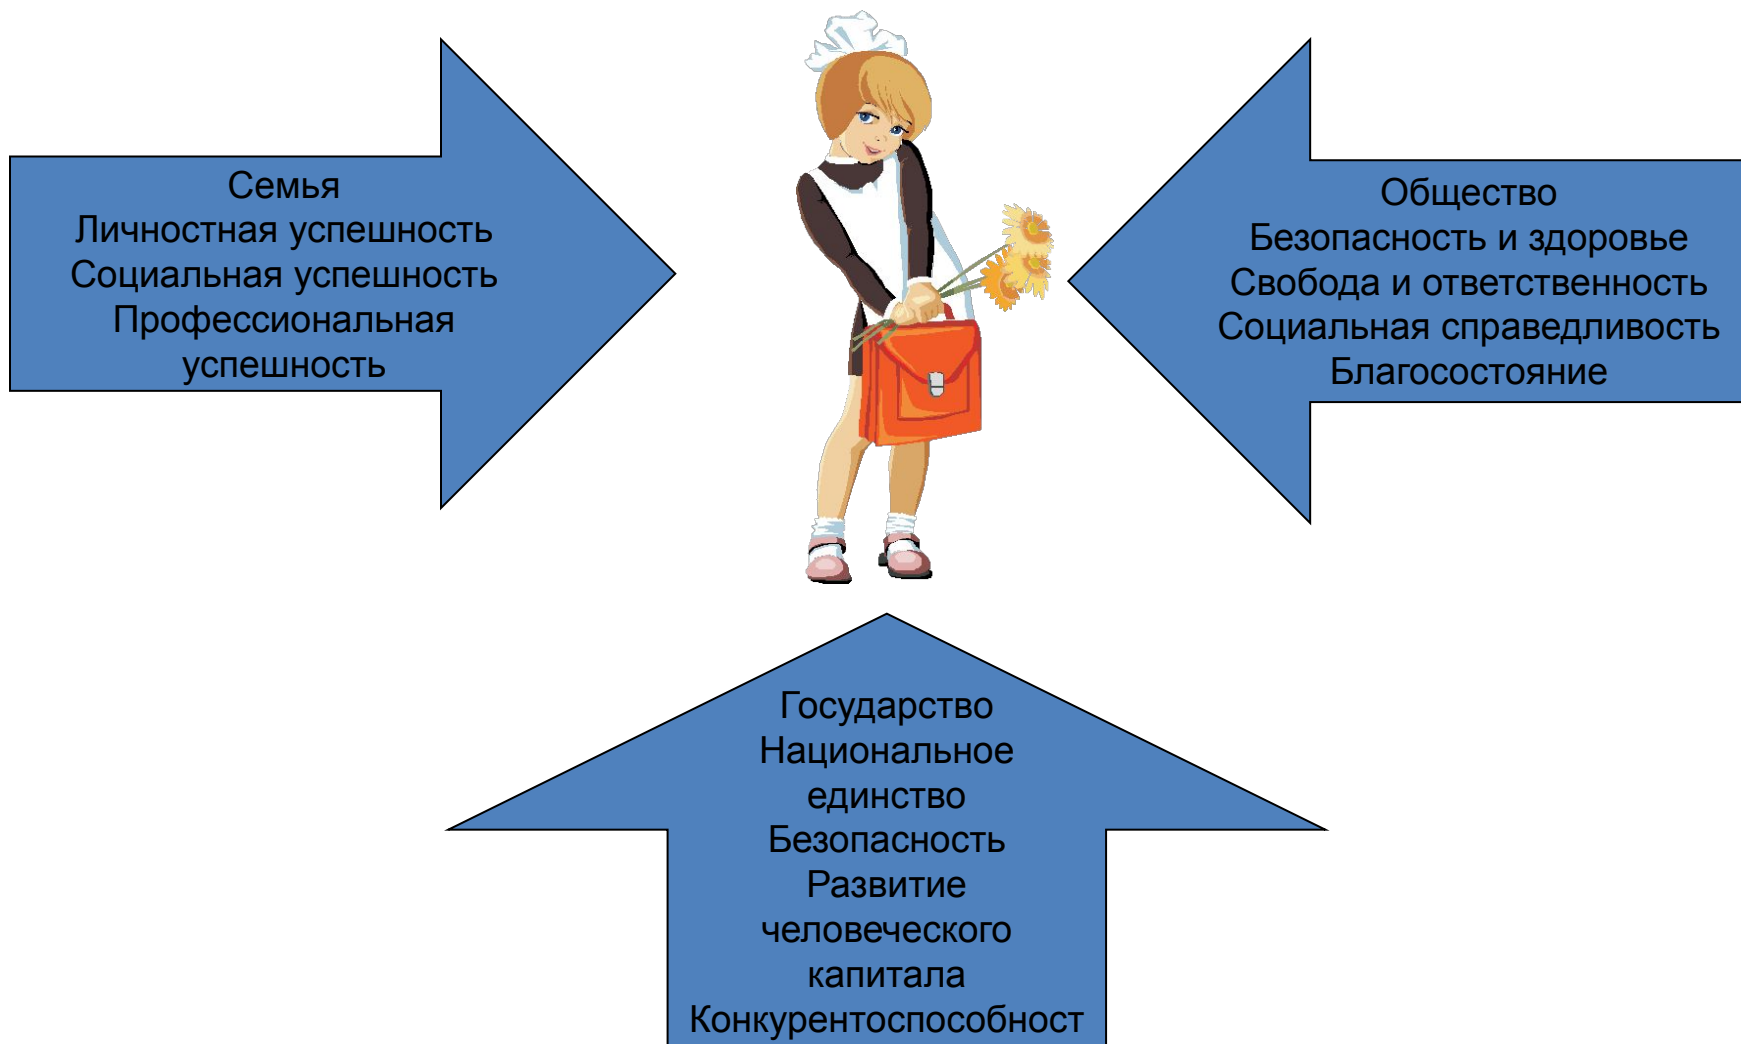 Семья
Личностная успешность
Социальная успешность
Профессиональная
успешность
Общество
Безопасность и здоровье
Свобода и ответственность
Социальная справедливость
Благосостояние
Государство
Национальное
единство
Безопасность
Развитие
человеческого
капитала
Конкурентоспособност